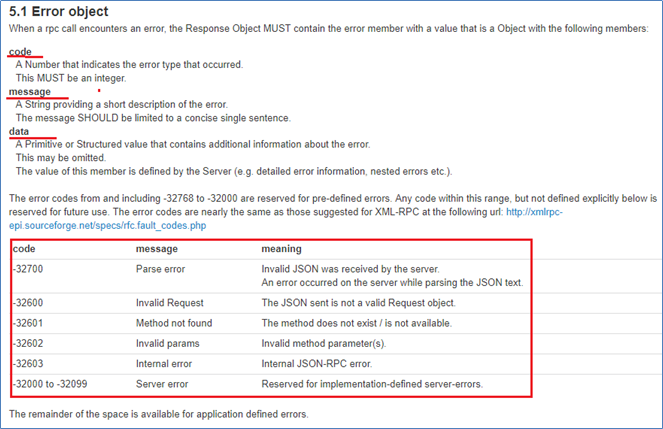 5.1 Error object
When a rpc call encounters an error, the Response Object MUST contain the error member with a value that is a Object with the following members:
code
A Number that indicates the error type that occurred.
This MUST be an integer.
message
A String providing a short description of the error.
The message SHOULD be limited to a concise single sentence.
data
A Primitive or Structured value that contains additional information about the error.
This may be omitted.
The value of this member is defined by the Server (e.g. detailed error information, nested errors etc.).
The error codes from and including -32768 to -32000 are reserved for pre-defined errors. Any code within this range, but not defined explicitly below is
reserved for future use. The error codes are nearly the same as those suggested for XML-RPC at the following url: http://xmlrpc-
epi.sourceforge.net/specs/rfc.fault_codes.php
code message meaning
-32700 Parse error Invalid JSON was received by the server.
An error occurred on the server while parsing the JSON text.
-32600 Invalid Request The JSON sent is not a valid Request object.
-32601 Method not found The method does not exist / is not available.
-32602 Invalid params Invalid method parameter(s).
-32603 Internal error Internal JSON-RPC error.
-32000 to -32099 Server error Reserved for implementation-defined server-errors.
The remainder of the space is available for application defined errors.